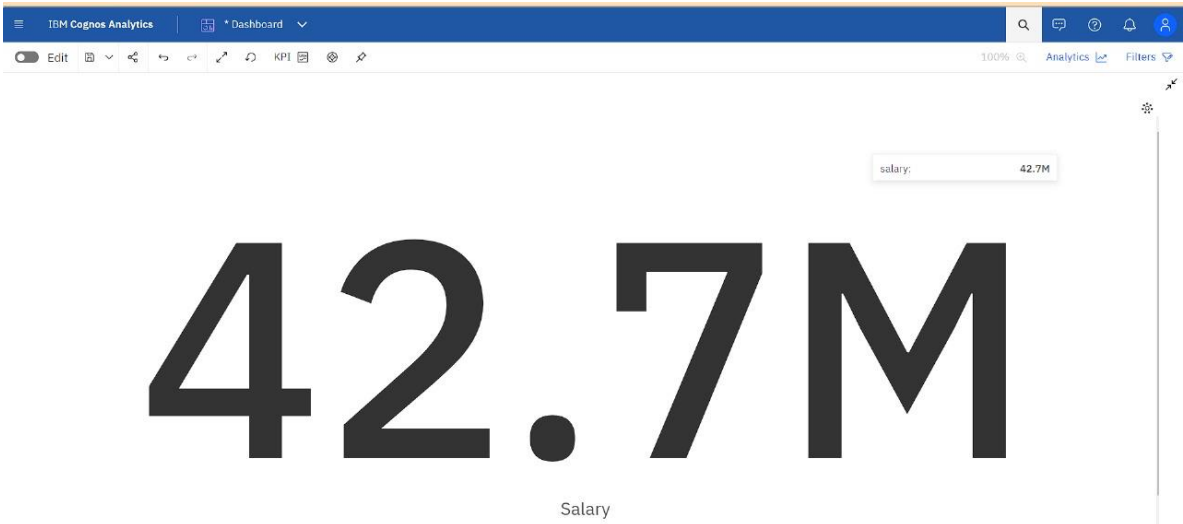 IBM Cognos Analytics * Dashboard
Edit KPI 100% Analytics Filters
salary: 42.7M
42.7M
Salary